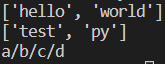 ['hello', 'world']
['test', 'py']
a/b/c/d